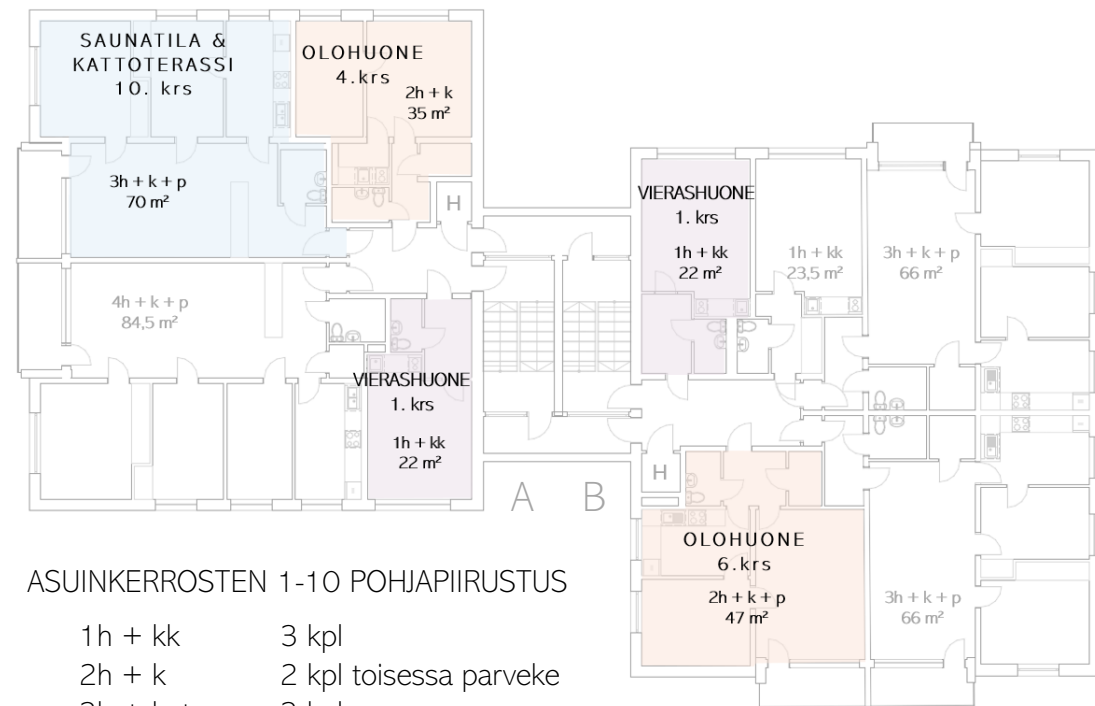 SAUNATILA &
KATTOTERASSI
10. krs
OLOHUONE
4.krs
2h + k
35 m²
3h + k + p
70 m²
H
VIERASHUONE
1. krs
1h + kk
22 m²
1h + kk
23,5 m²
3h + k + p
66 m²
4h + k + p
84,5 m²
VIERASHUONE
1. krs
1h + kk
22 m²
A B
H
OLOHUONE
6.krs
2h + k + p
47 m²
3h + k + p
66 m²
ASUINKERROSTEN 1-10 POHJAPIIRUSTUS
1h + kk 3 kpl
2h + k 2 kpl toisessa parveke